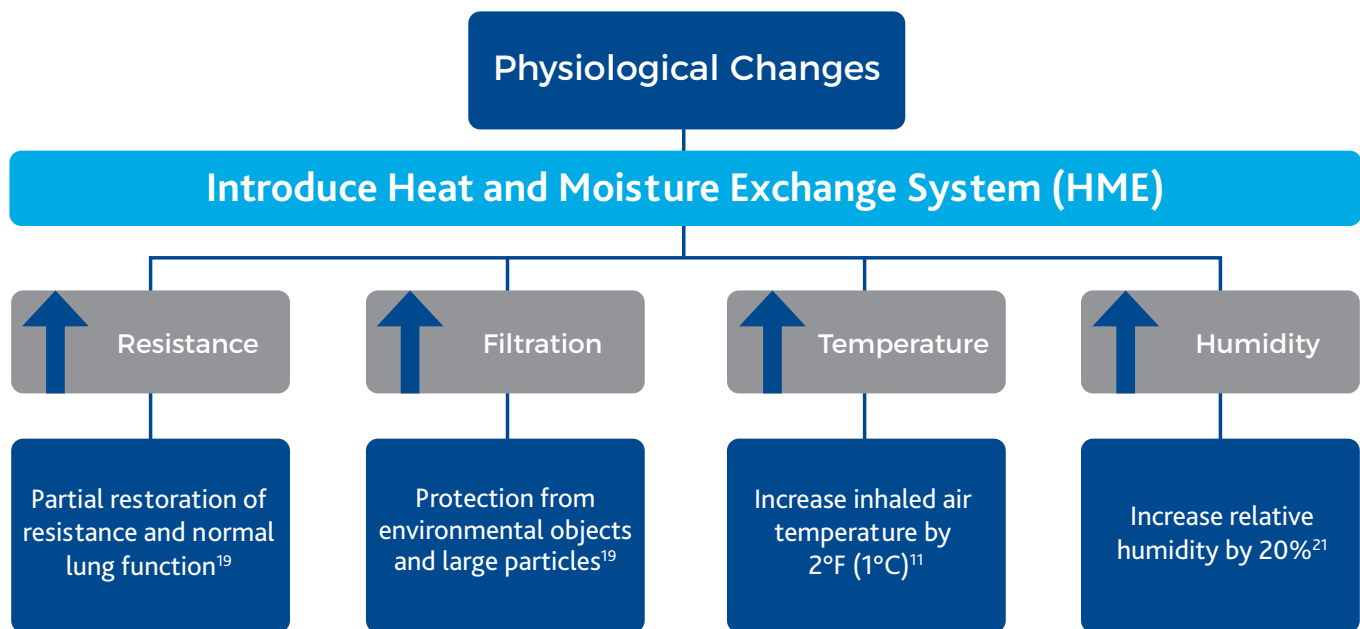 Physiological Changes
Introduce Heat and Moisture Exchange System (HME)
Resistance
Filtration
Temperature
Humidity
Partial restoration of
resistance and normal
lung function¹⁹
Protection from
environmental objects
and large particles¹⁹
Increase inhaled air
temperature by
2°F (1°C)¹¹
Increase relative
humidity by 20%²¹